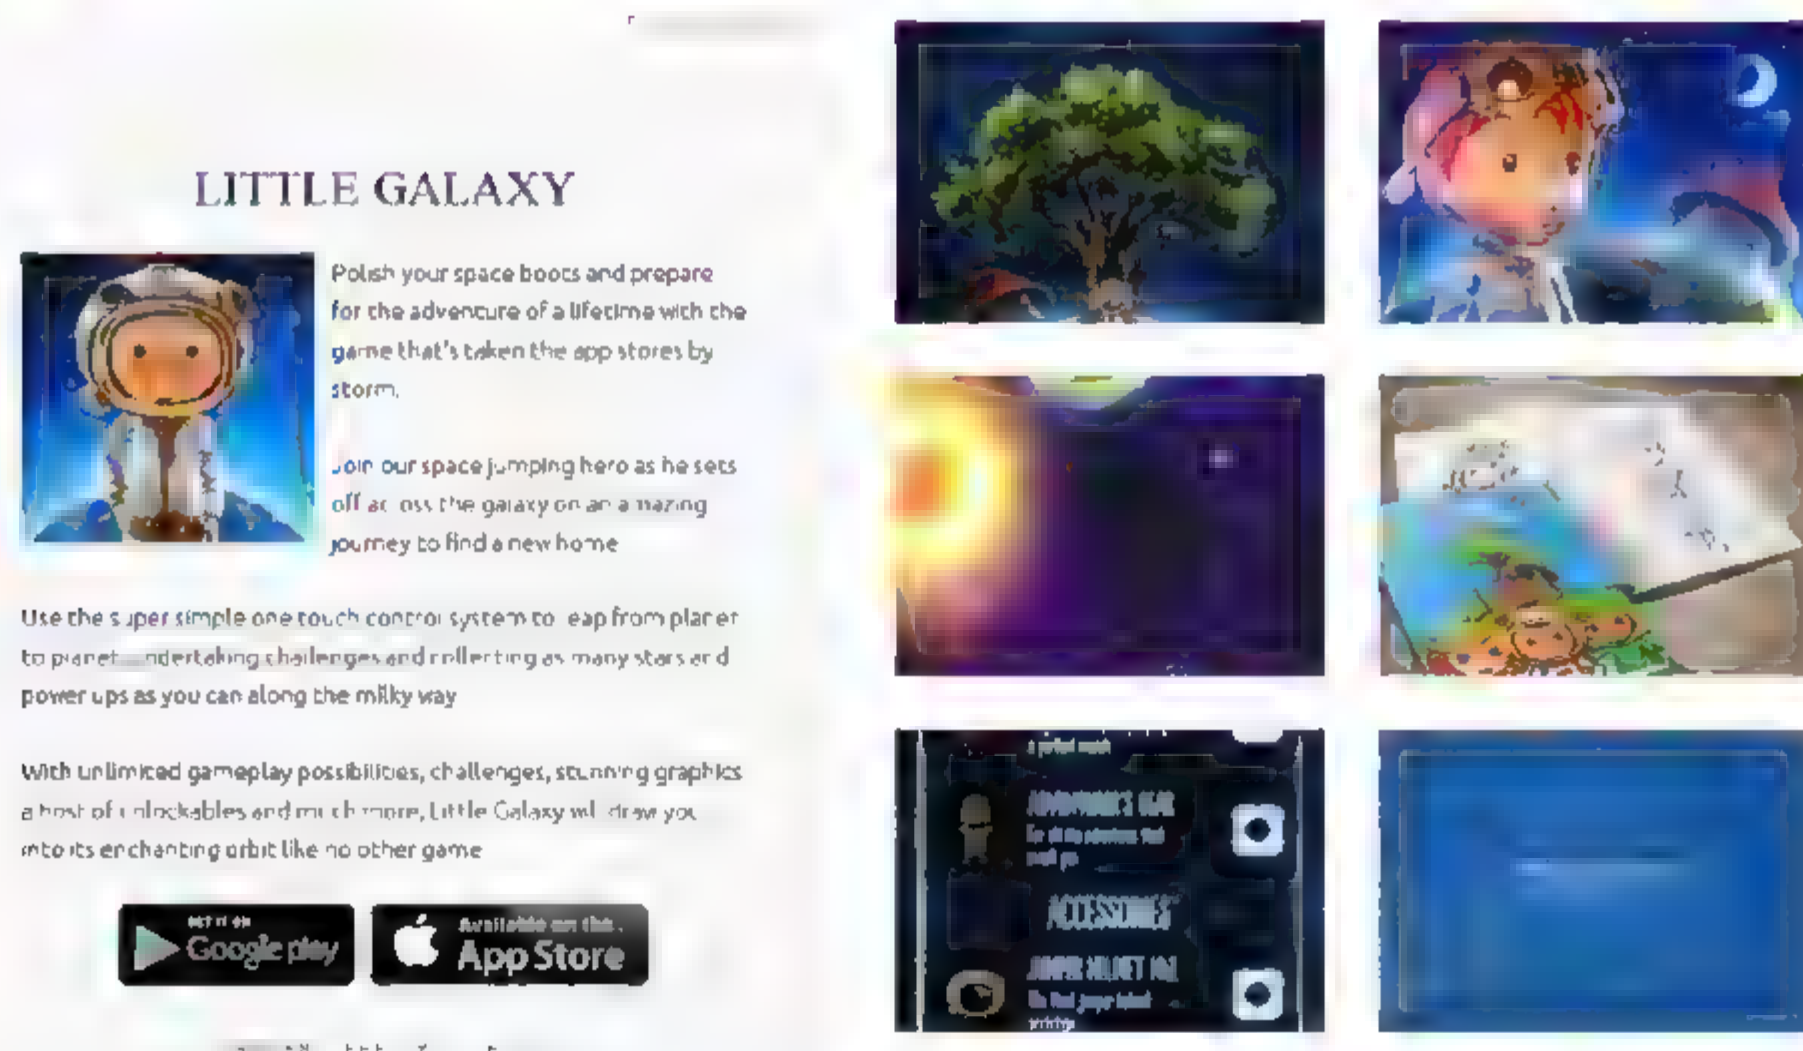 LITTLE GALAXY
Polish your space boots and prepare
for the adventure of a lifetime with the
game that's taken the app stores by
storm.
Join our space jumping hero as he sets
off across the galaxy on an amazing
journey to find a new home
Use the super simple one touch control system to leap from planet
to planet undertaking challenges and collecting as many stars and
power ups as you can along the milky way
With unlimited gameplay possibilities, challenges, stunning graphics
a host of unlockables and much more, Little Galaxy will draw you
into its enchanting orbit like no other game
GET IT ON
Google play
Available on the
App Store
ACCESSORIES